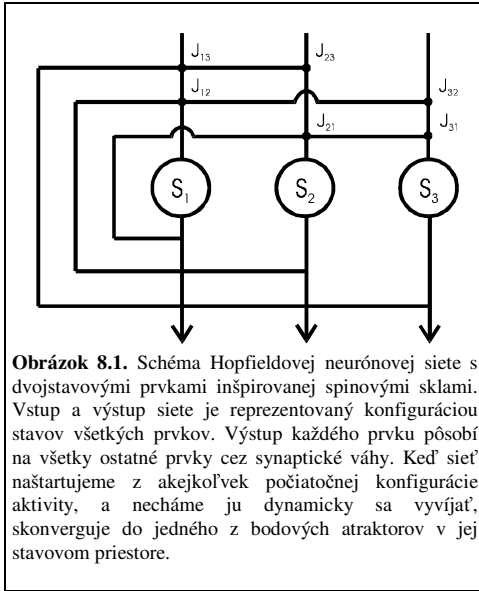 J₁₃ J₂₃
J₁₂ J₃₂
J₂₁ J₃₁
S₁ S₂ S₃
Obrázok 8.1. Schéma Hopfieldovej neurónovej siete s
dvojstavovými prvkami inšpirovanej spinovými sklami.
Vstup a výstup siete je reprezentovaný konfiguráciou
stavov všetkých prvkov. Výstup každého prvku pôsobí
na všetky ostatné prvky cez synaptické váhy. Keď sieť
naštartujeme z akejkoľvek počiatočnej konfigurácie
aktivity, a necháme ju dynamicky sa vyvíjať,
skonverguje do jedného z bodových atraktorov v jej
stavovom priestore.